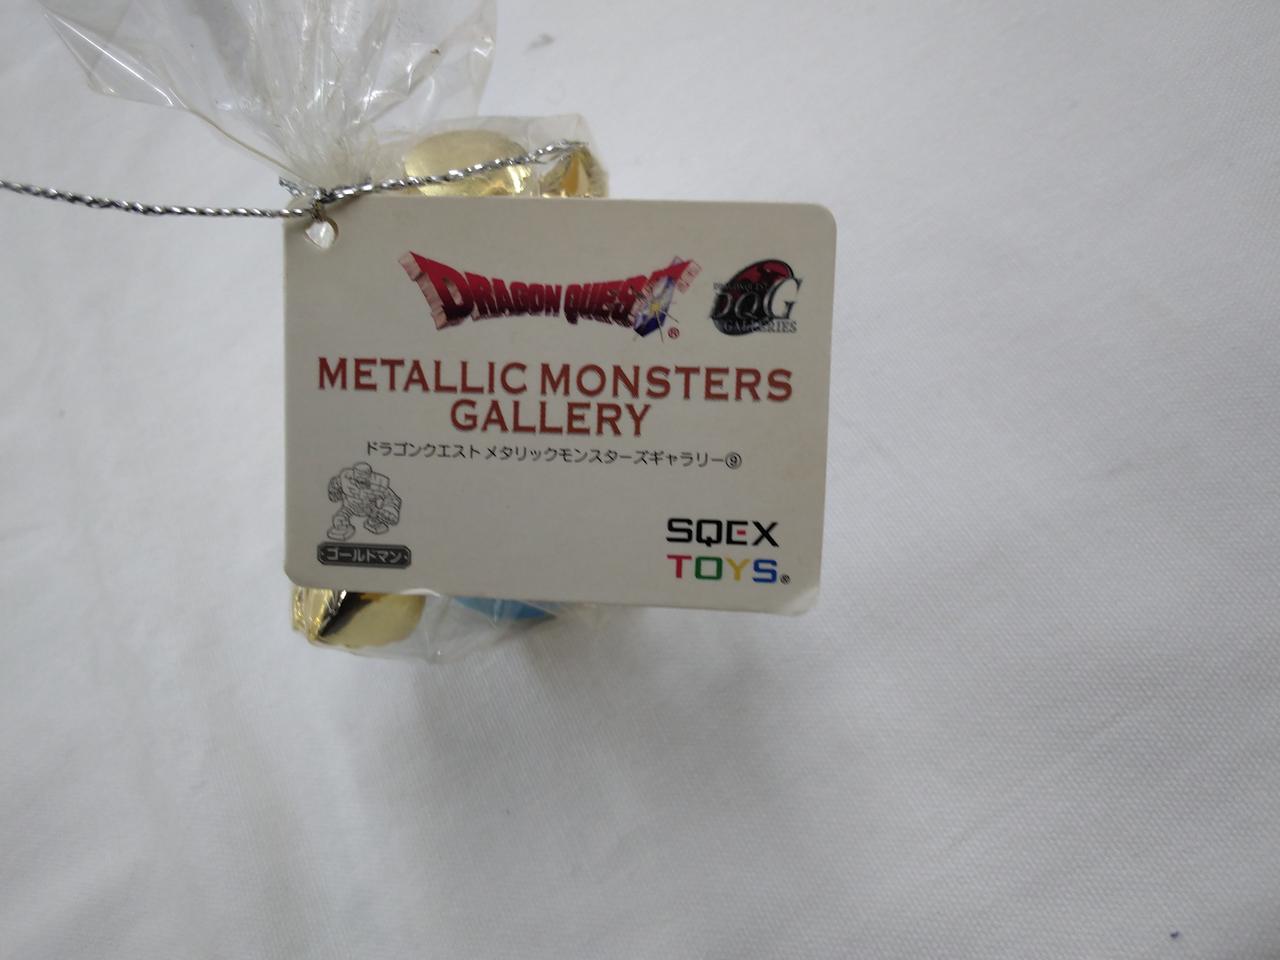 DRAGON QUEST®
DRAGONQUEST
DQG
GALLERIES
METALLIC MONSTERS
GALLERY
ドラゴンクエスト メタリックモンスターズギャラリー⑨
ゴールドマン
SQEX
TOYS®